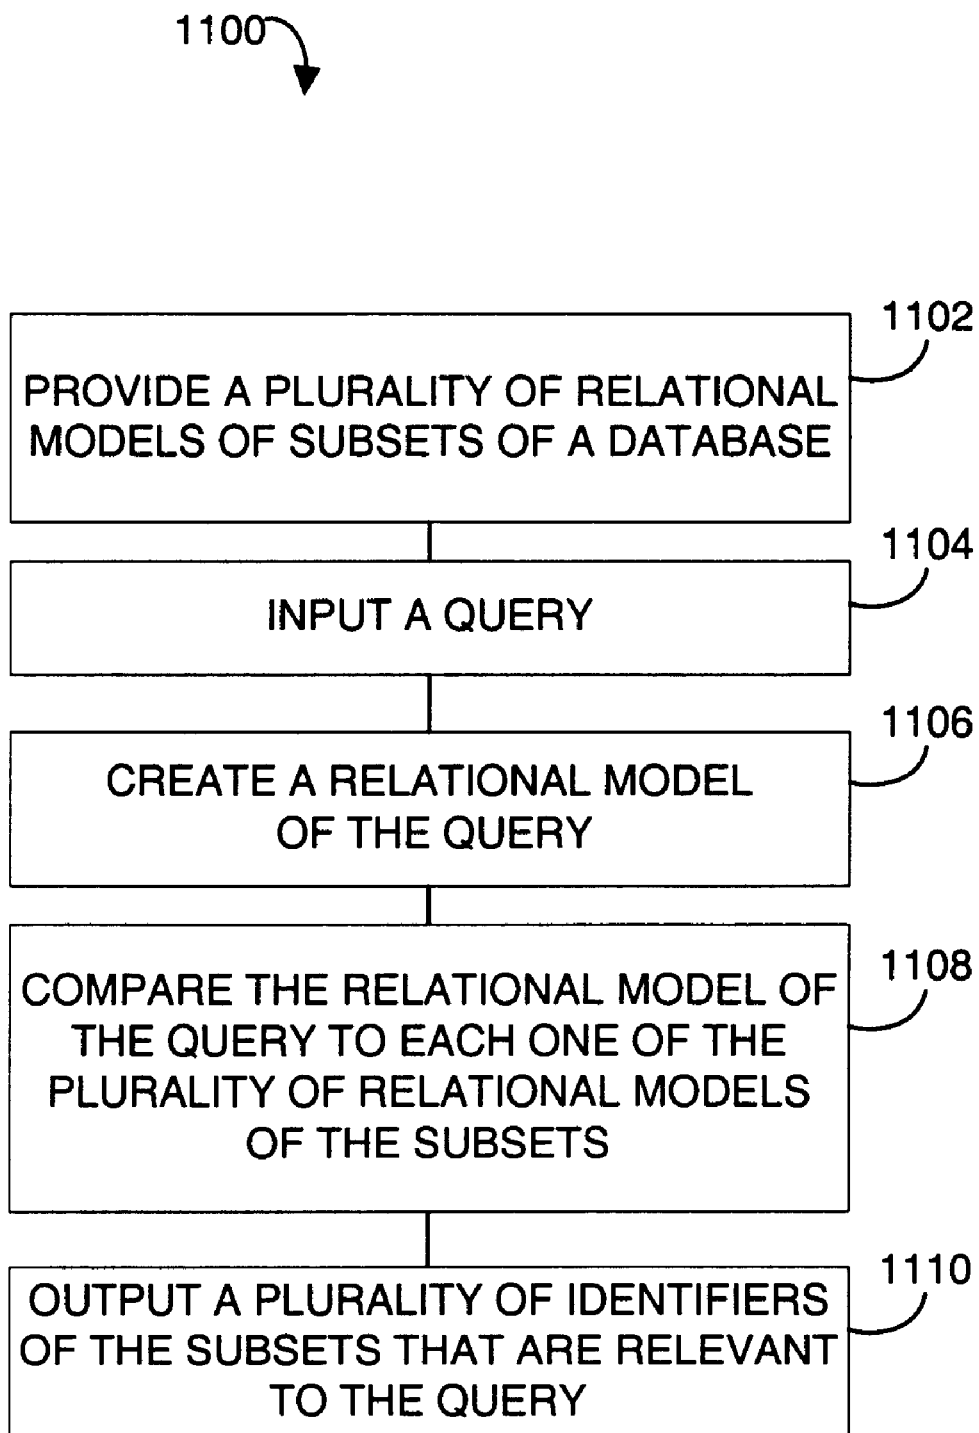 1100
1102
PROVIDE A PLURALITY OF RELATIONAL
MODELS OF SUBSETS OF A DATABASE
1104
INPUT A QUERY
1106
CREATE A RELATIONAL MODEL
OF THE QUERY
1108
COMPARE THE RELATIONAL MODEL OF
THE QUERY TO EACH ONE OF THE
PLURALITY OF RELATIONAL MODELS
OF THE SUBSETS
1110
OUTPUT A PLURALITY OF IDENTIFIERS
OF THE SUBSETS THAT ARE RELEVANT
TO THE QUERY